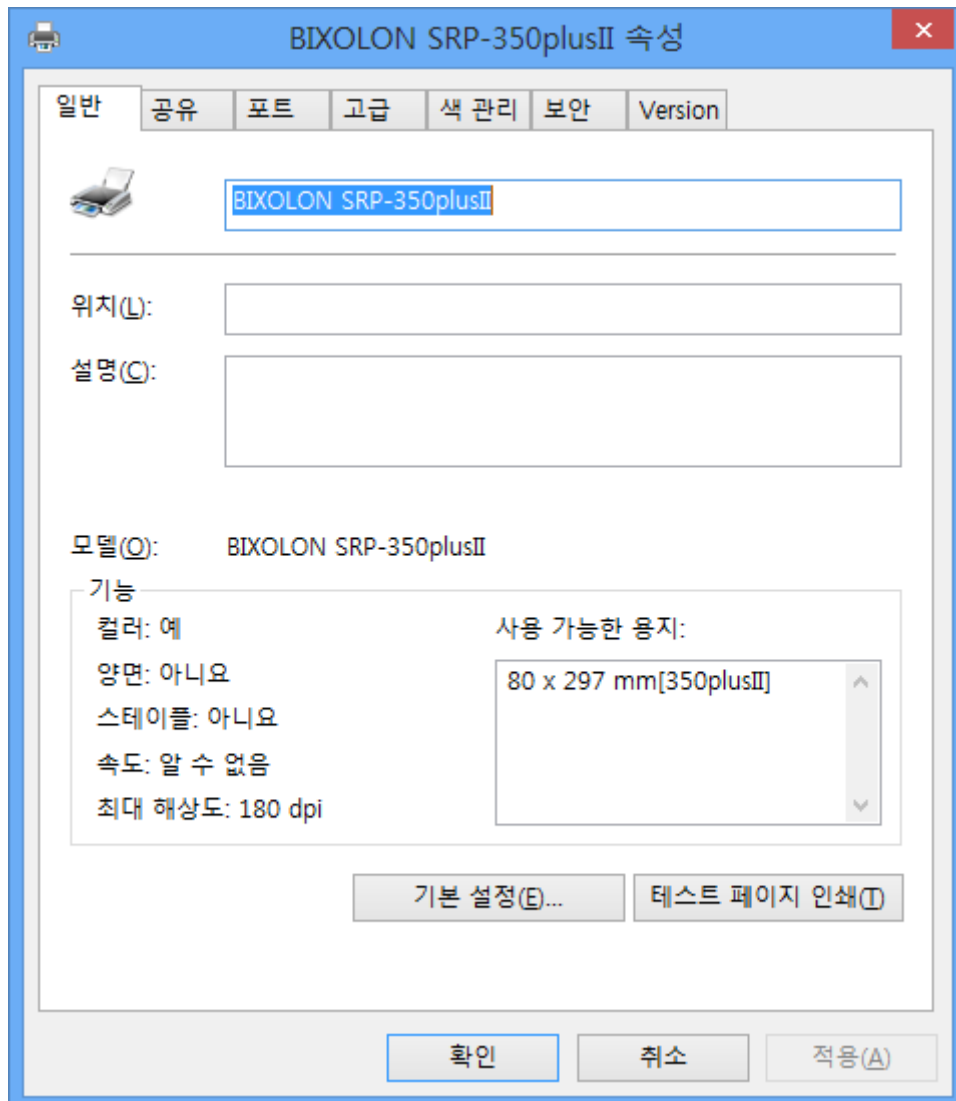 BIXOLON SRP-350plusII 속성
일반 공유 포트 고급 색 관리 보안 Version
BIXOLON SRP-350plusII
위치(L):
설명(C):
모델(O): BIXOLON SRP-350plusII
기능
컬러: 예 사용 가능한 용지:
양면: 아니요 80 x 297 mm[350plusII]
스테이플: 아니요
속도: 알 수 없음
최대 해상도: 180 dpi
기본 설정(E)... 테스트 페이지 인쇄(T)
확인 취소 적용(A)